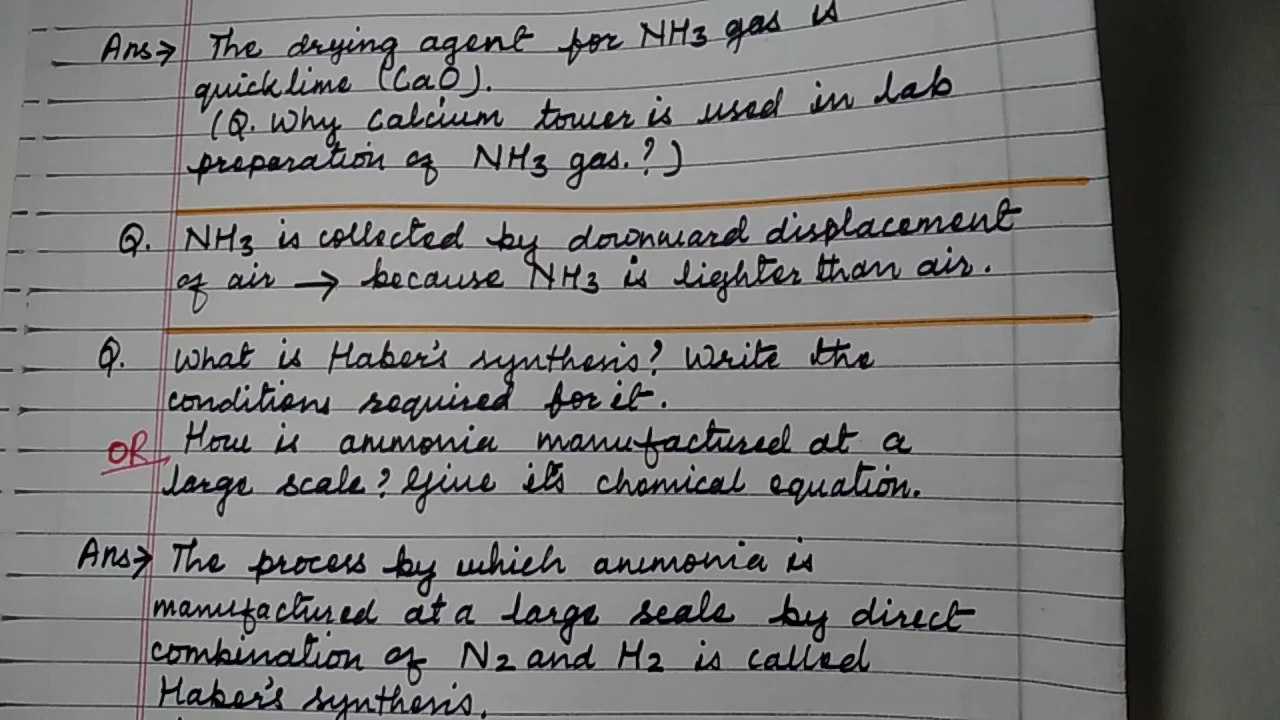 Ans→ The drying agent for NH3 gas is
quicklime (CaO).
(Q. Why Calcium tower is used in lab
preparation of NH3 gas.?)
Q. NH3 is collected by downward displacement
of air → because NH3 is lighter than air.
Q. What is Haber's synthesis? Write the
conditions required for it.
OR How is ammonia manufactured at a
large scale? Give it's chemical equation.
Ans→ The process by which ammonia is
manufactured at a large scale by direct
combination of N2 and H2 is called
Haber's synthesis.